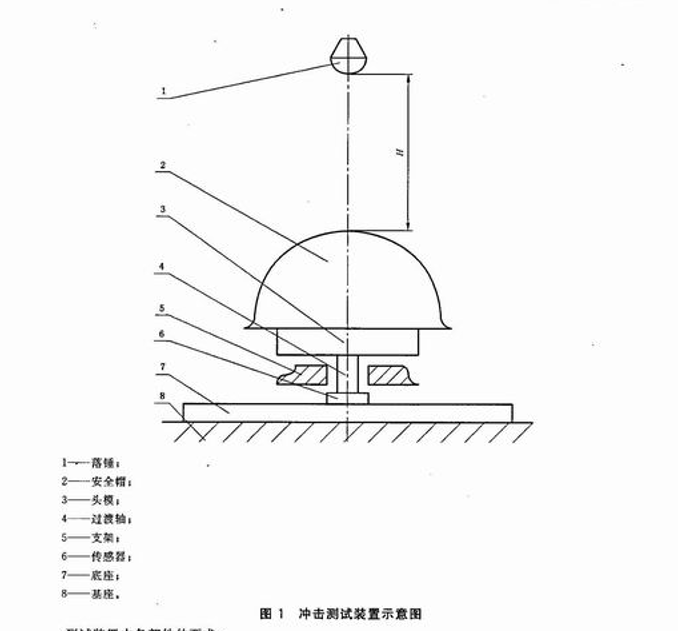 1
H
2
3
4
5
6
7
8
1——落锤；
2——安全帽；
3——头模；
4——过渡轴；
5——支架；
6——传感器；
7——底座；
8——基座。
图 1 冲击测试装置示意图